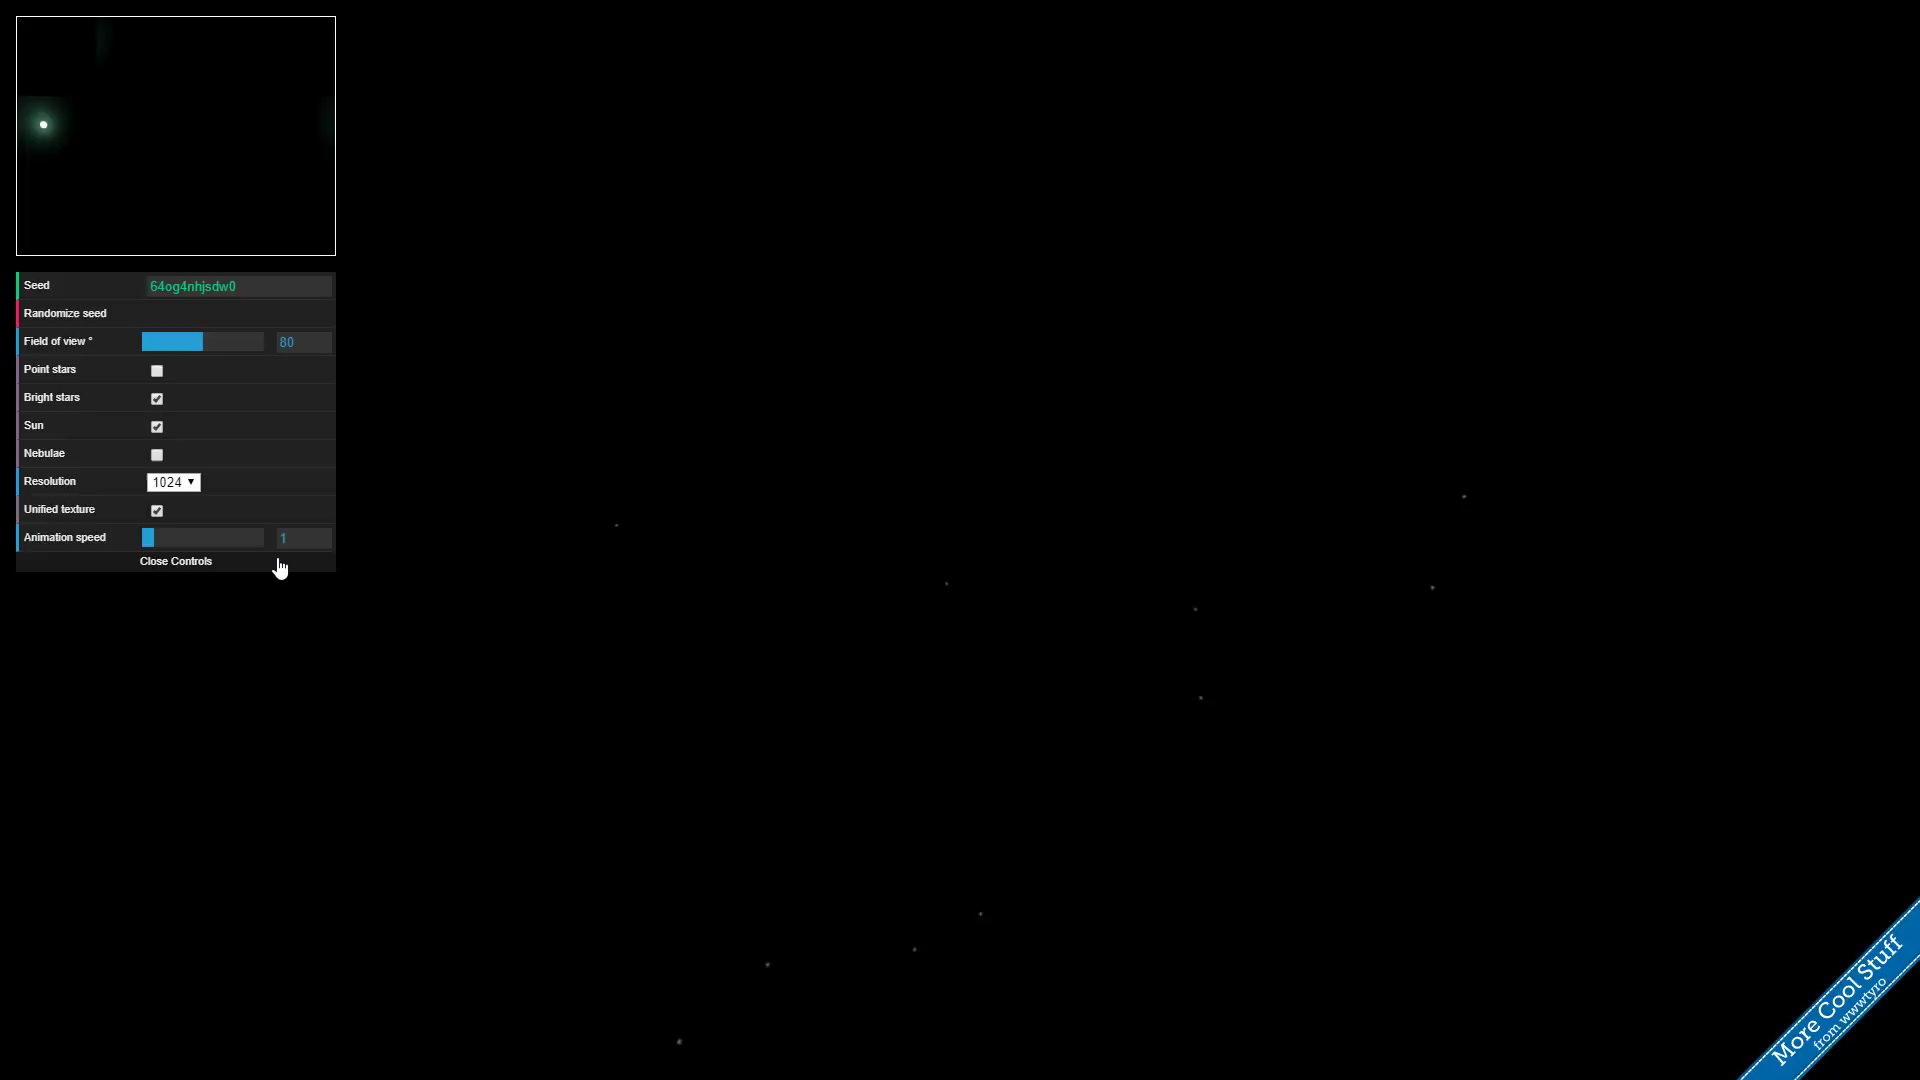 Seed 64og4nhjsdw0
Randomize seed
Field of view ° 80
Point stars
Bright stars
Sun
Nebulae
Resolution 1024
Unified texture
Animation speed 1
Close Controls
More Cool Stuff
from wwwtyro